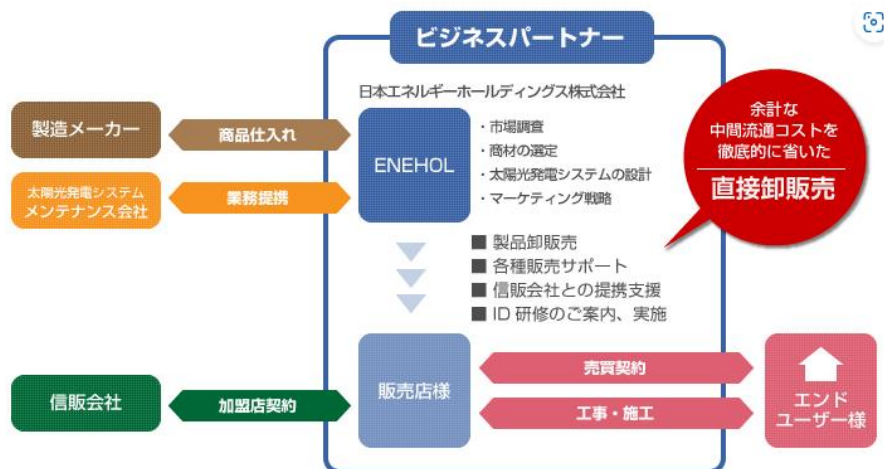 ビジネスパートナー
日本エネルギーホールディングス株式会社
製造メーカー
商品仕入れ
ENEHOL
・市場調査
・商材の選定
・太陽光発電システムの設計
・マーケティング戦略
余計な
中間流通コストを
徹底的に省いた
直接卸販売
太陽光発電システム
メンテナンス会社
業務提携
■ 製品卸販売
■ 各種販売サポート
■ 信販会社との提携支援
■ ID 研修のご案内、実施
信販会社
加盟店契約
販売店様
売買契約
工事・施工
エンド
ユーザー様